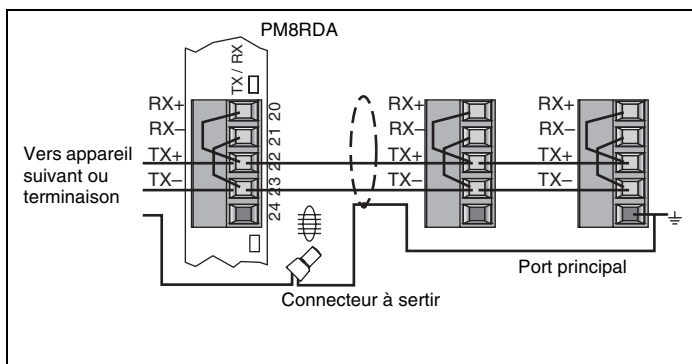 PM8RDA
TX / RX
RX+
RX–
TX+
TX–
20
21
22
23
24
Vers appareil
suivant ou
terminaison
RX+
RX–
TX+
TX–
RX+
RX–
TX+
TX–
Port principal
Connecteur à sertir